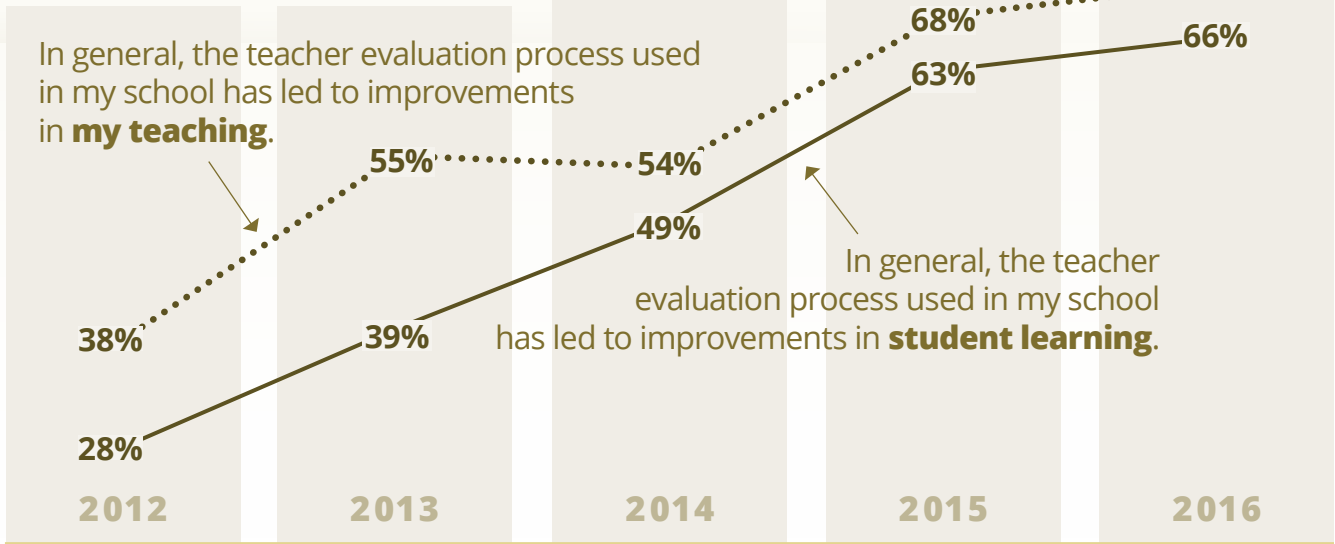 68%
66%
In general, the teacher evaluation process used
in my school has led to improvements
in my teaching.
63%
55%
54%
49%
In general, the teacher
evaluation process used in my school
has led to improvements in student learning.
38%
39%
28%
2012
2013
2014
2015
2016